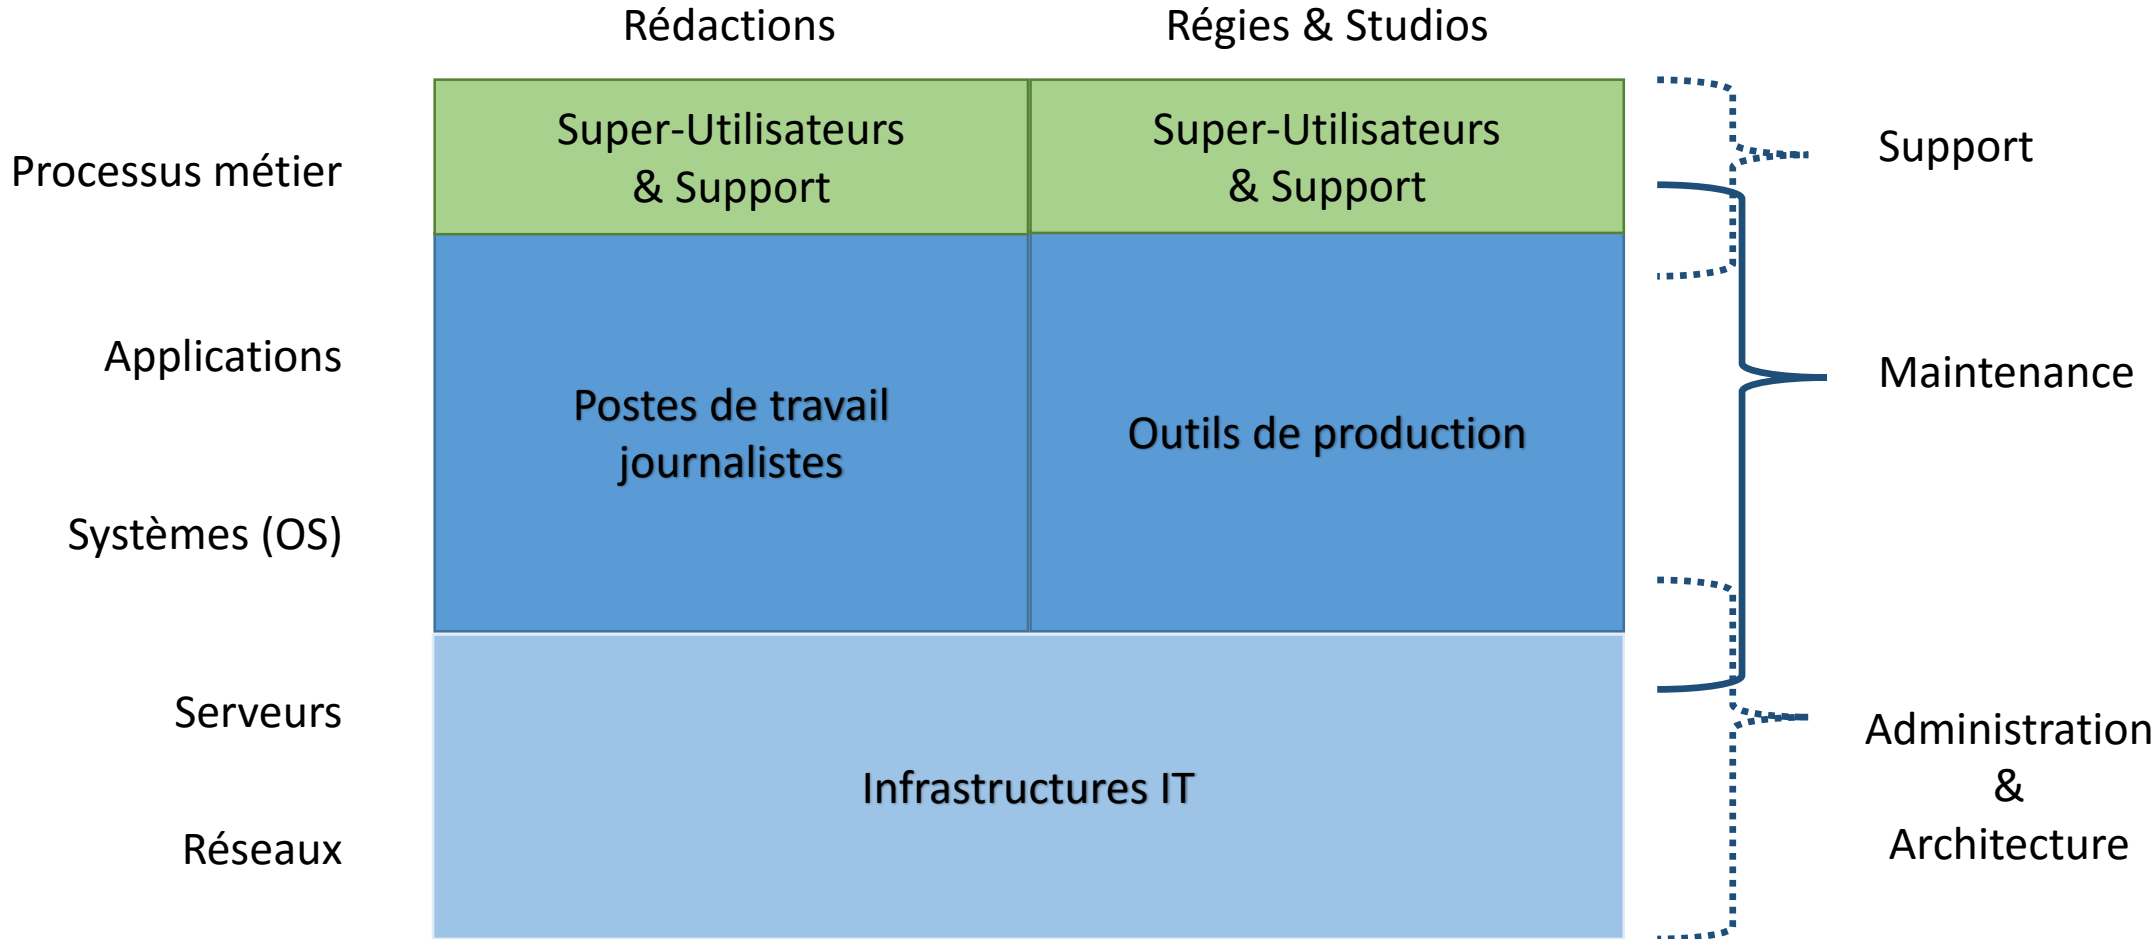 Rédactions
Régies & Studios
Processus métier
Super-Utilisateurs
& Support
Super-Utilisateurs
& Support
Support
Applications
Postes de travail
journalistes
Outils de production
Maintenance
Systèmes (OS)
Serveurs
Infrastructures IT
Réseaux
Administration
&
Architecture